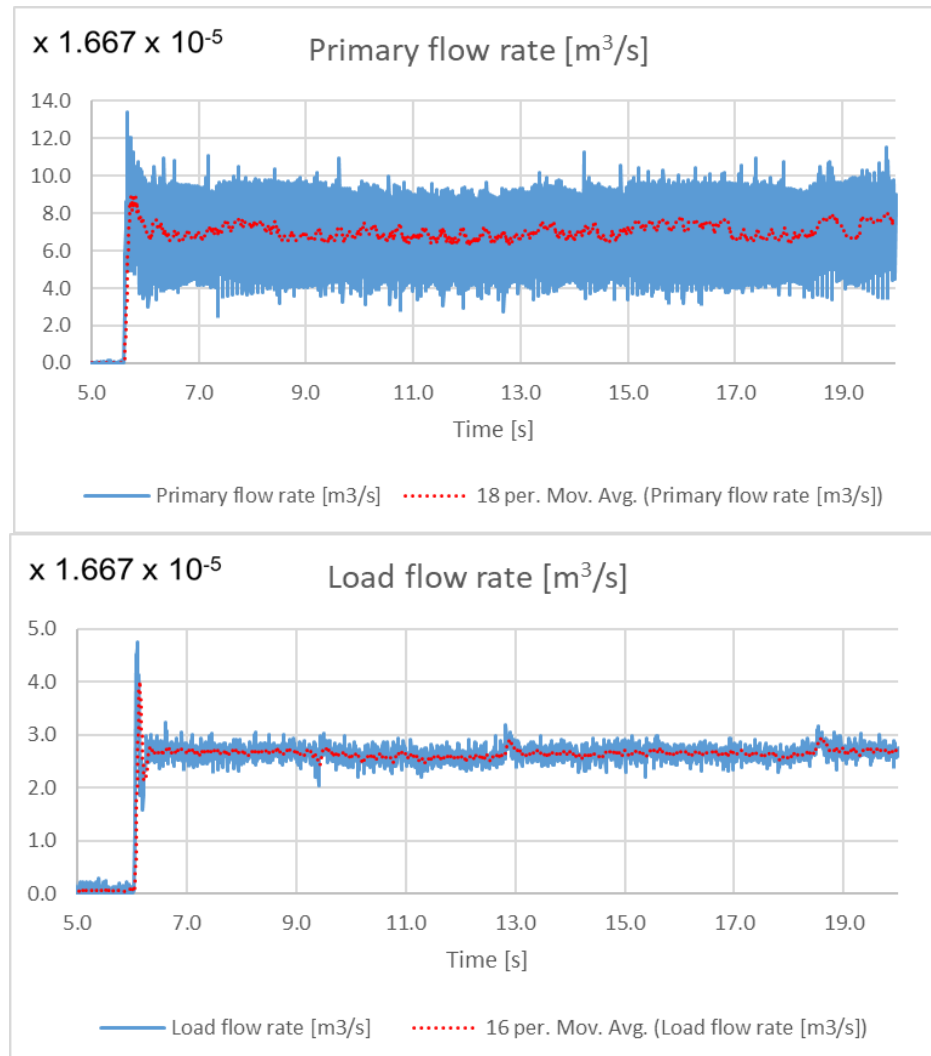 x 1.667 x 10-5
Primary flow rate [m3/s]
14.0
12.0
10.0
8.0
6.0
4.0
2.0
0.0
5.0 7.0 9.0 11.0 13.0 15.0 17.0 19.0
Time [s]
Primary flow rate [m3/s] 18 per. Mov. Avg. (Primary flow rate [m3/s])
x 1.667 x 10-5
Load flow rate [m3/s]
5.0
4.0
3.0
2.0
1.0
0.0
5.0 7.0 9.0 11.0 13.0 15.0 17.0 19.0
Time [s]
Load flow rate [m3/s] 16 per. Mov. Avg. (Load flow rate [m3/s])